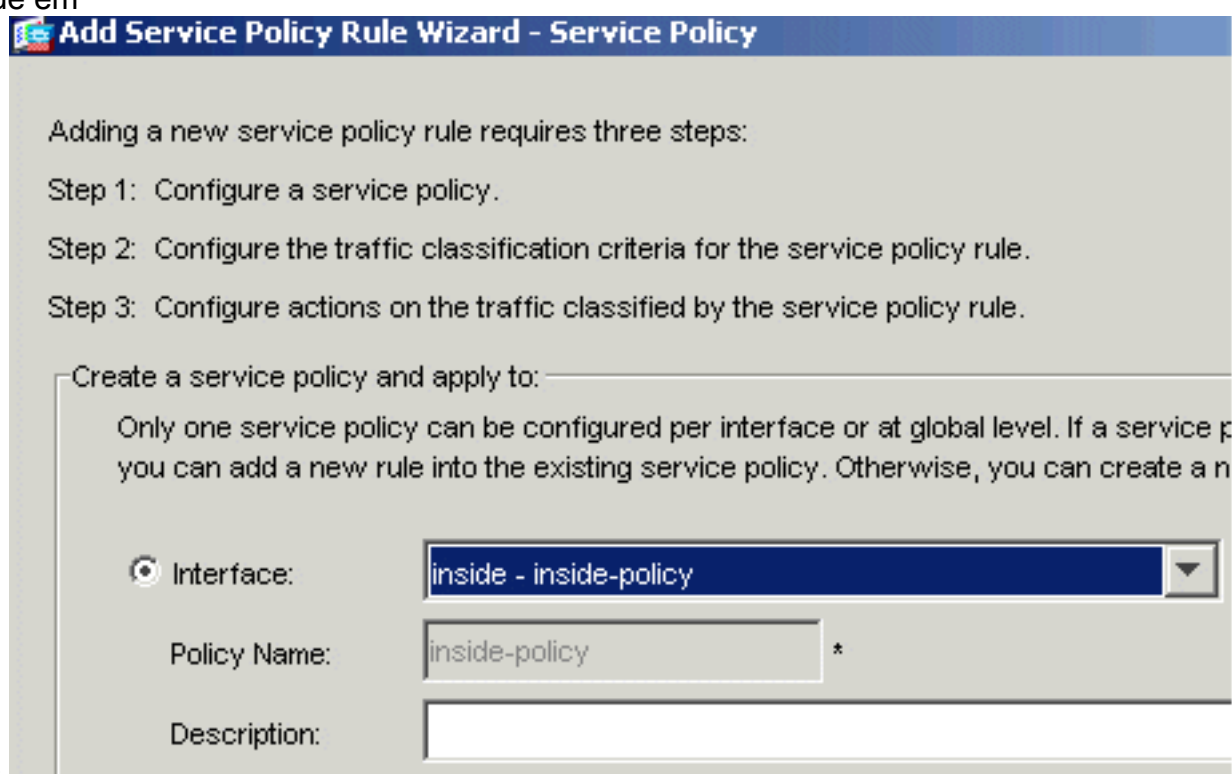 de em
Add Service Policy Rule Wizard - Service Policy
Adding a new service policy rule requires three steps:
Step 1: Configure a service policy.
Step 2: Configure the traffic classification criteria for the service policy rule.
Step 3: Configure actions on the traffic classified by the service policy rule.
Create a service policy and apply to:
Only one service policy can be configured per interface or at global level. If a service p
you can add a new rule into the existing service policy. Otherwise, you can create a n
Interface: inside - inside-policy
Policy Name: inside-policy *
Description: